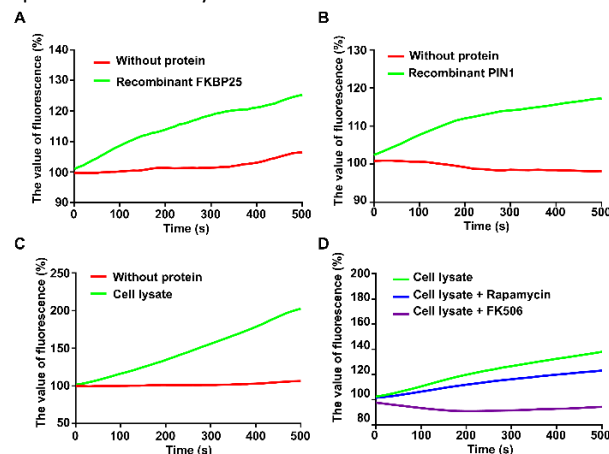 A
The value of fluorescence (%)
140
130
120
110
100
90
Without protein
Recombinant FKBP25
0 100 200 300 400 500
Time (s)
B
The value of fluorescence (%)
130
120
110
100
90
Without protein
Recombinant PIN1
0 100 200 300 400 500
Time (s)
C
The value of fluorescence (%)
250
200
150
100
50
Without protein
Cell lysate
0 100 200 300 400 500
Time (s)
D
The value of fluorescence (%)
200
180
160
140
120
100
80
Cell lysate
Cell lysate + Rapamycin
Cell lysate + FK506
0 100 200 300 400 500
Time (s)